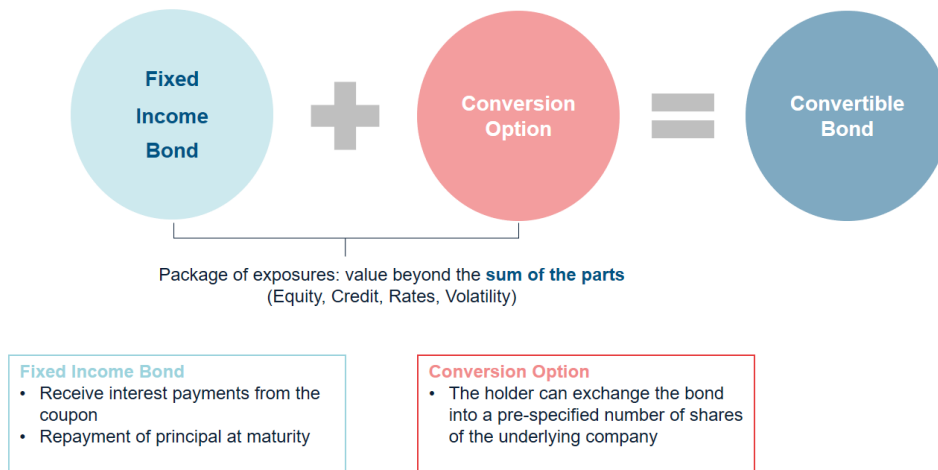 Fixed
Income
Bond
Conversion
Option
Convertible
Bond
Package of exposures: value beyond the sum of the parts
(Equity, Credit, Rates, Volatility)
Fixed Income Bond
• Receive interest payments from the
coupon
• Repayment of principal at maturity
Conversion Option
• The holder can exchange the bond
into a pre-specified number of shares
of the underlying company